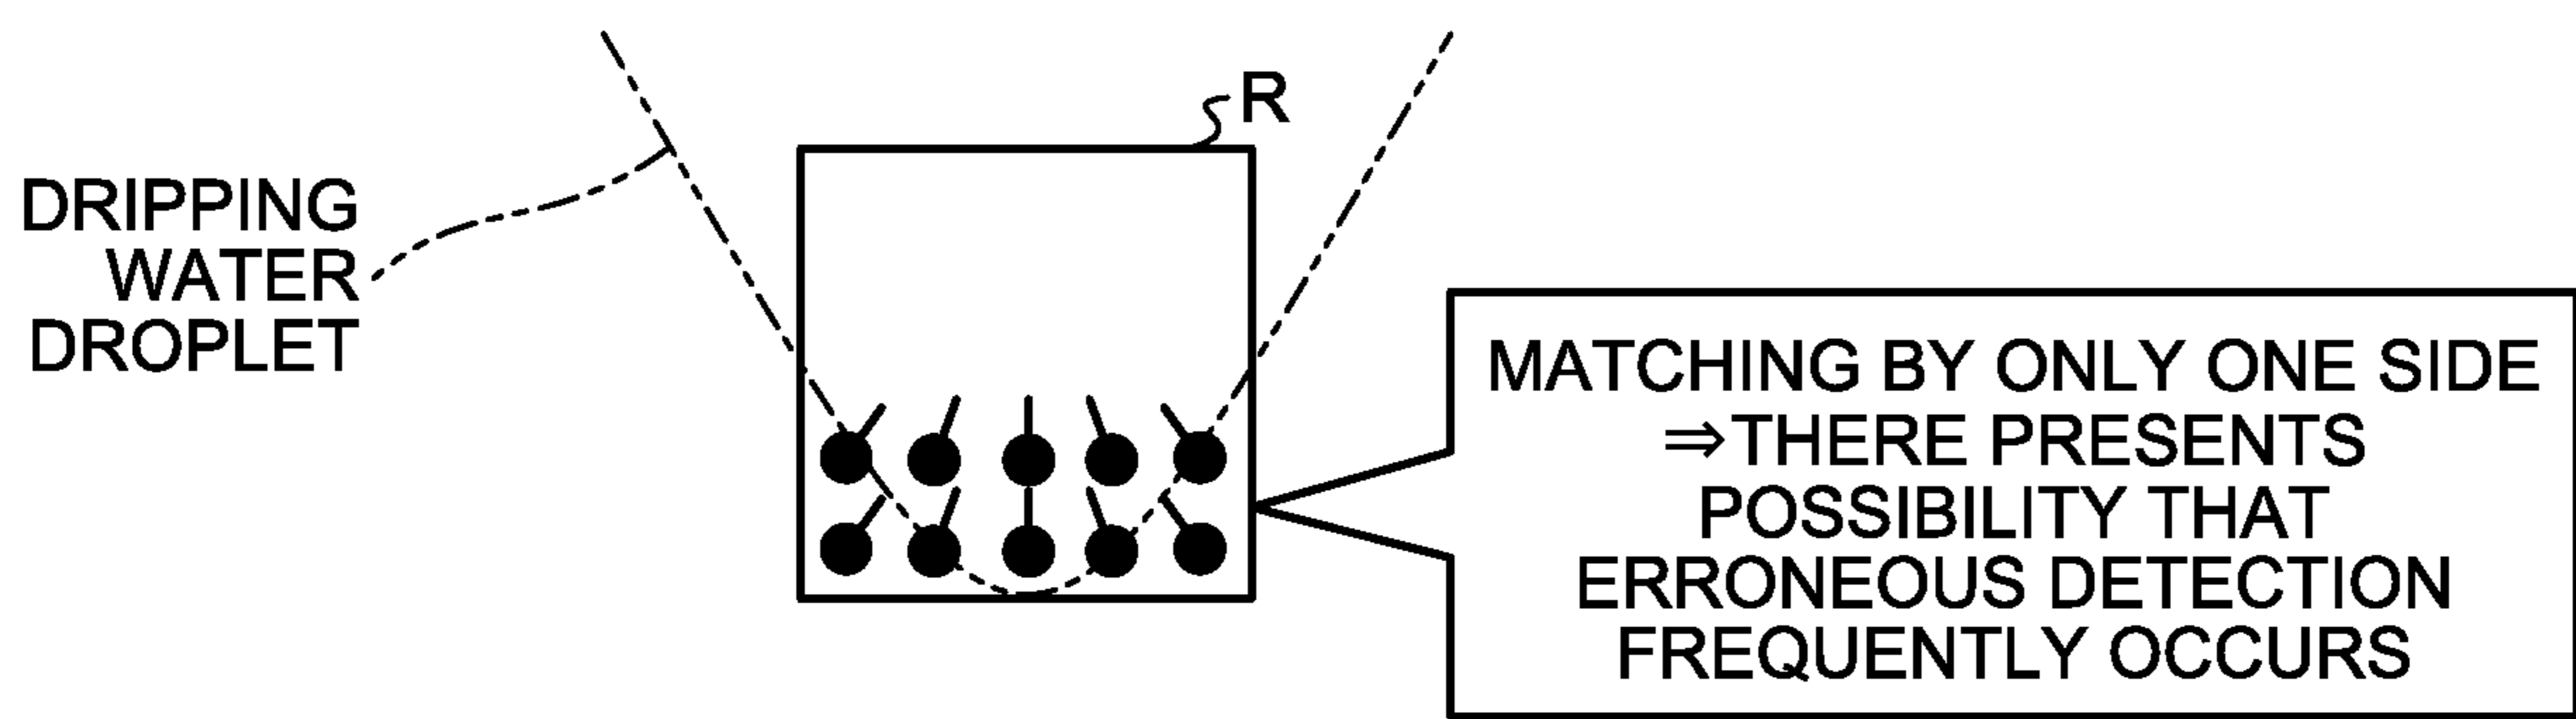 R
DRIPPING
WATER
DROPLET
MATCHING BY ONLY ONE SIDE
⇒THERE PRESENTS
POSSIBILITY THAT
ERRONEOUS DETECTION
FREQUENTLY OCCURS